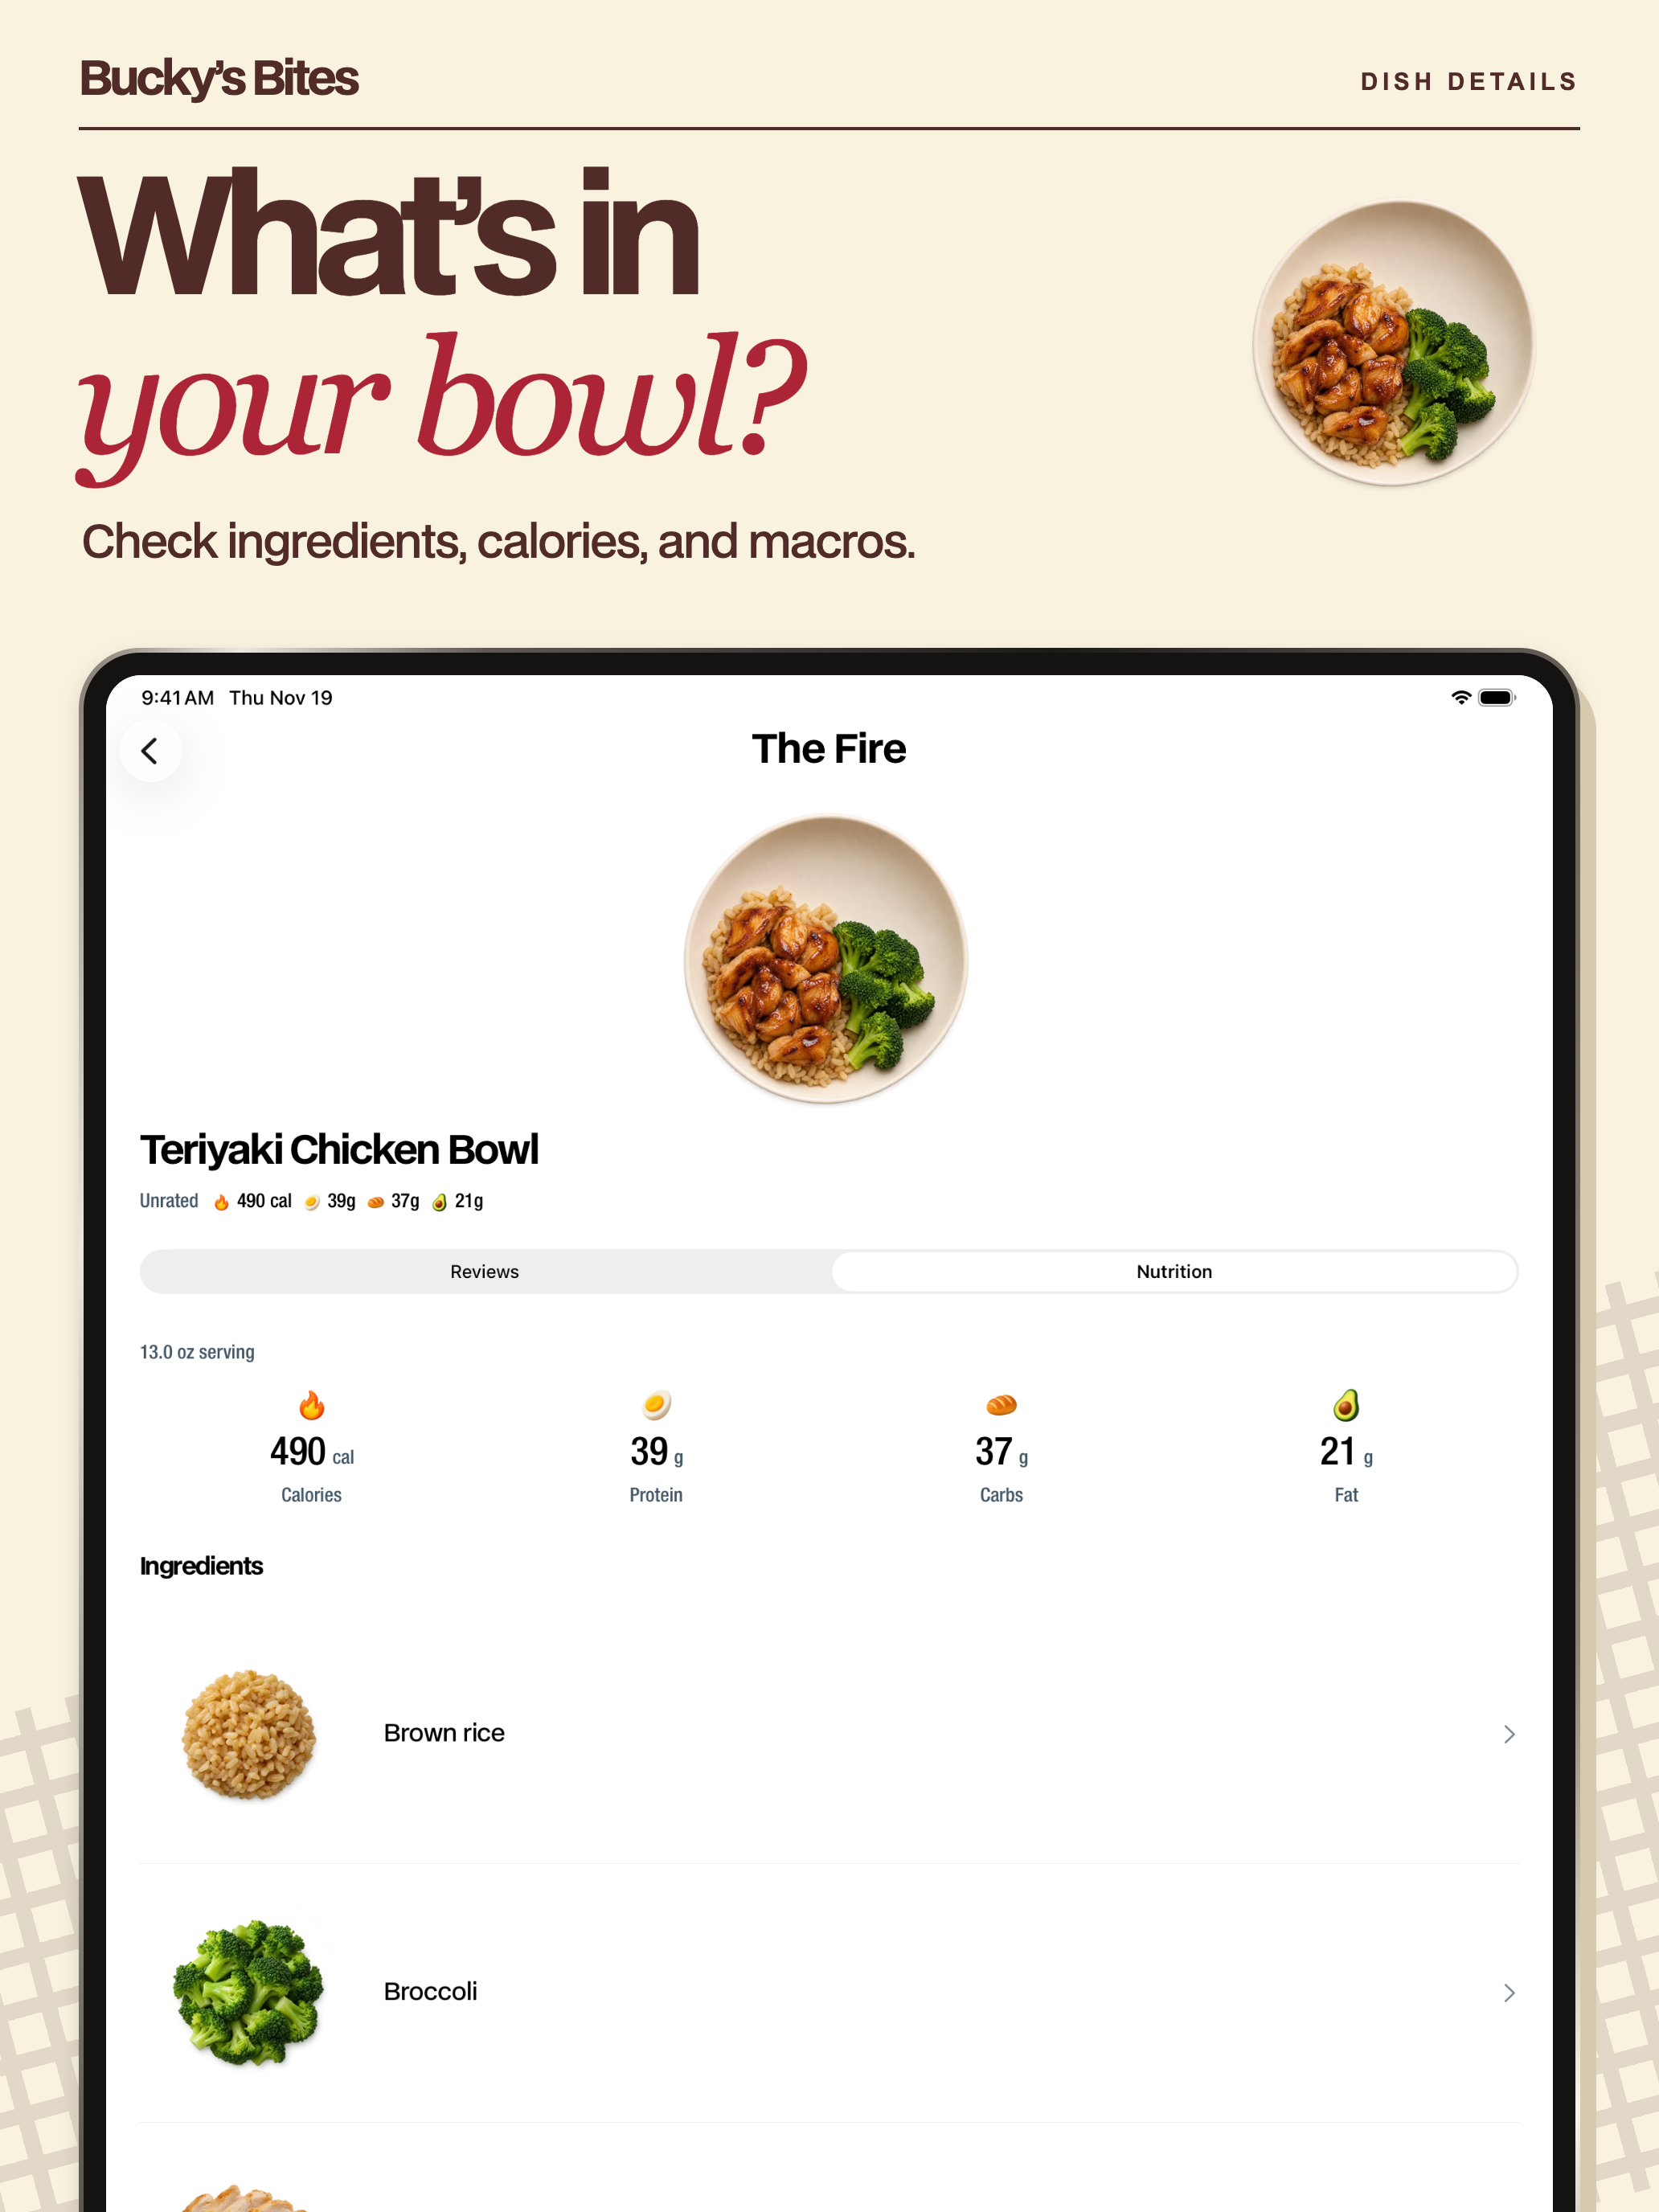 Bucky's Bites
DISH DETAILS
What's in
your bowl?
Check ingredients, calories, and macros.
9:41 AM Thu Nov 19
The Fire
Teriyaki Chicken Bowl
Unrated 490 cal 39g 37g 21g
Reviews
Nutrition
13.0 oz serving
490 cal
Calories
39 g
Protein
37 g
Carbs
21 g
Fat
Ingredients
Brown rice
Broccoli